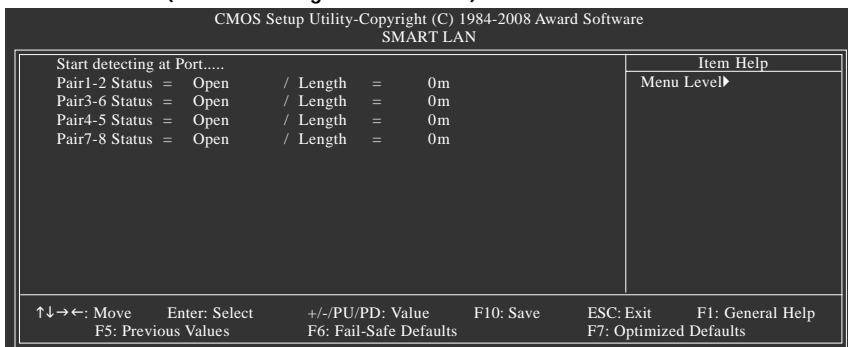 CMOS Setup Utility-Copyright (C) 1984-2008 Award Software
SMART LAN
Start detecting at Port.....
Pair1-2 Status = Open / Length = 0m
Pair3-6 Status = Open / Length = 0m
Pair4-5 Status = Open / Length = 0m
Pair7-8 Status = Open / Length = 0m
Item Help
Menu Level▶
↑↓→←: Move Enter: Select +/-/PU/PD: Value F10: Save ESC: Exit F1: General Help
F5: Previous Values F6: Fail-Safe Defaults F7: Optimized Defaults